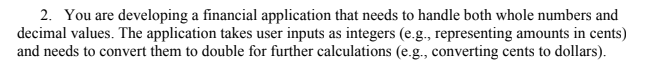 2. You are developing a financial application that needs to handle both whole numbers and
decimal values. The application takes user inputs as integers (e.g., representing amounts in cents)
and needs to convert them to double for further calculations (e.g., converting cents to dollars).